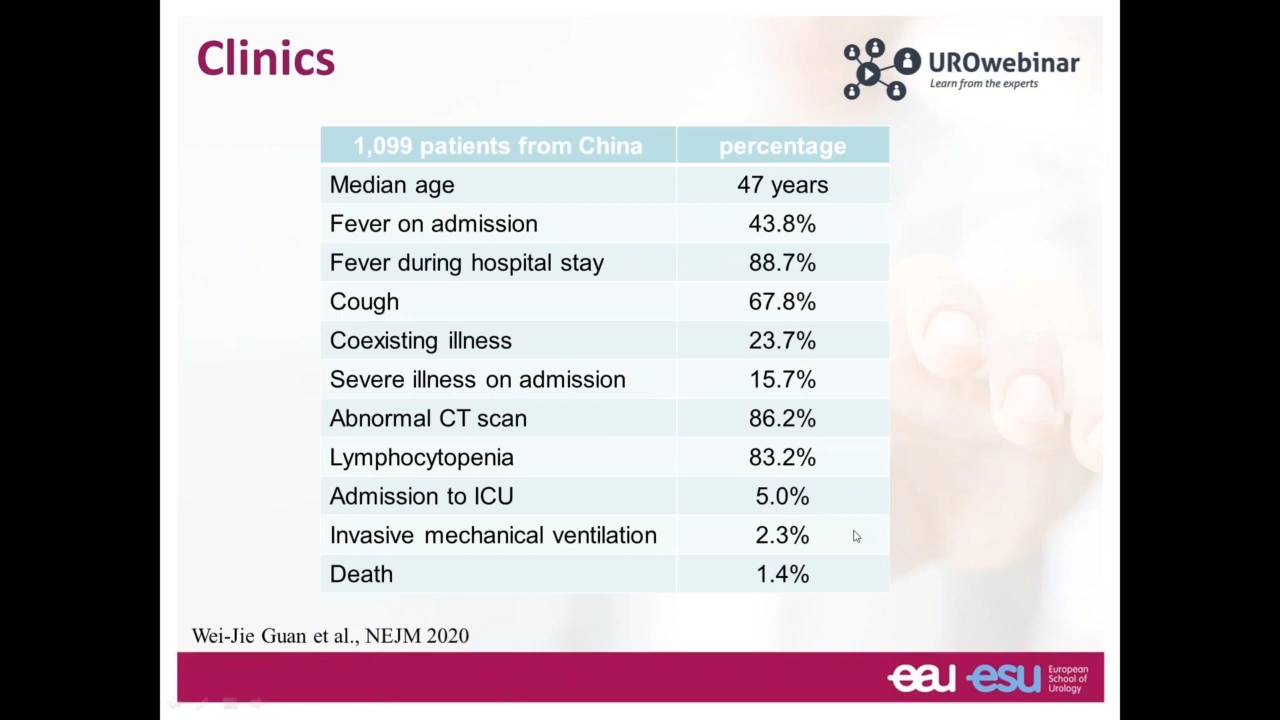 Clinics
UROwebinar
Learn from the experts
1,099 patients from China percentage
Median age 47 years
Fever on admission 43.8%
Fever during hospital stay 88.7%
Cough 67.8%
Coexisting illness 23.7%
Severe illness on admission 15.7%
Abnormal CT scan 86.2%
Lymphocytopenia 83.2%
Admission to ICU 5.0%
Invasive mechanical ventilation 2.3%
Death 1.4%
Wei-Jie Guan et al., NEJM 2020
eau esu European
School of
Urology